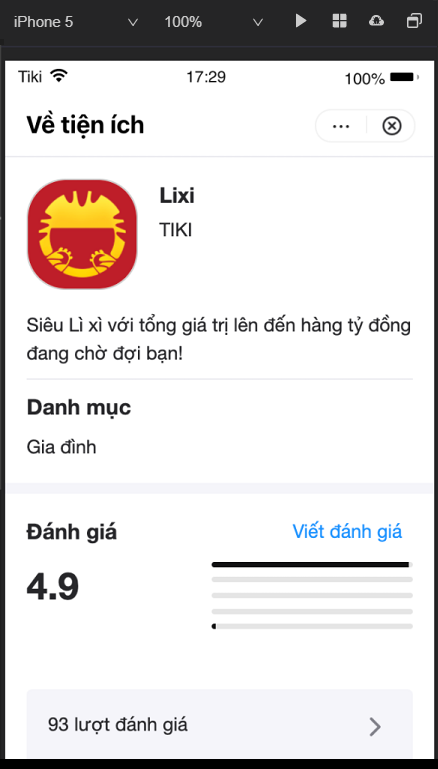 iPhone 5 100%
Tiki 17:29 100%
Về tiện ích
Lixi
TIKI
Siêu Lì xì với tổng giá trị lên đến hàng tỷ đồng
đang chờ đợi bạn!
Danh mục
Gia đình
Đánh giá Viết đánh giá
4.9
93 lượt đánh giá